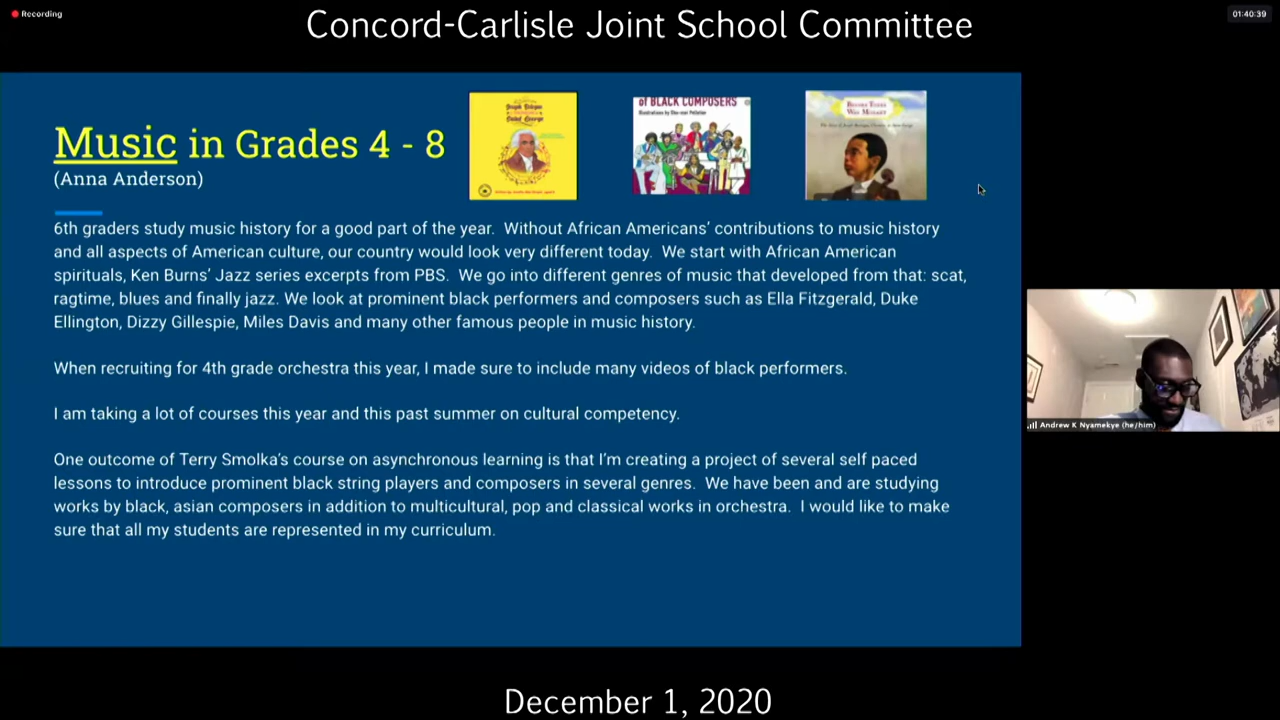 Recording
Concord-Carlisle Joint School Committee
01:40:39
Music in Grades 4 - 8
(Anna Anderson)
of BLACK COMPOSERS
BEFORE THERE
WAS MOZART
6th graders study music history for a good part of the year. Without African Americans' contributions to music history
and all aspects of American culture, our country would look very different today. We start with African American
spirituals, Ken Burns' Jazz series excerpts from PBS. We go into different genres of music that developed from that: scat,
ragtime, blues and finally jazz. We look at prominent black performers and composers such as Ella Fitzgerald, Duke
Ellington, Dizzy Gillespie, Miles Davis and many other famous people in music history.
When recruiting for 4th grade orchestra this year, I made sure to include many videos of black performers.
I am taking a lot of courses this year and this past summer on cultural competency.
One outcome of Terry Smolka's course on asynchronous learning is that I'm creating a project of several self paced
lessons to introduce prominent black string players and composers in several genres. We have been and are studying
works by black, asian composers in addition to multicultural, pop and classical works in orchestra. I would like to make
sure that all my students are represented in my curriculum.
Andrew K Nyamekye (he/him)
December 1, 2020